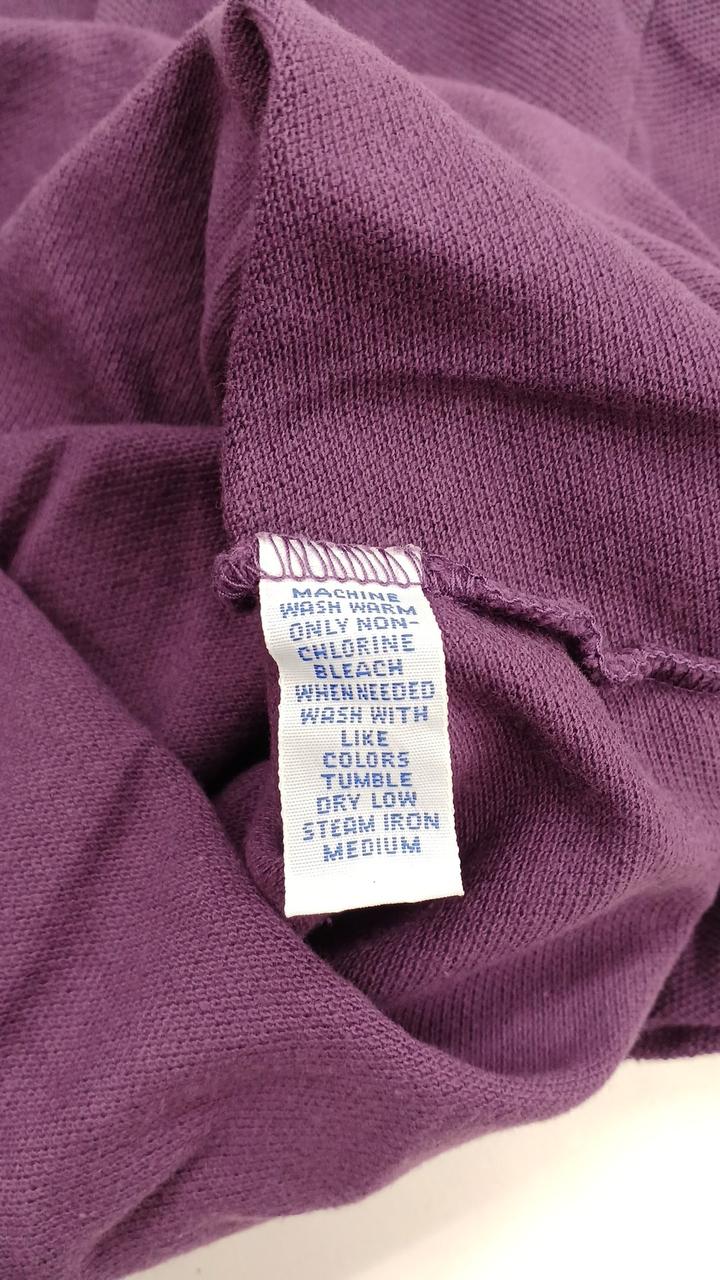 MACHINE
WASH WARM
ONLY NON-
CHLORINE
BLEACH
WHEN NEEDED
WASH WITH
LIKE
COLORS
TUMBLE
DRY LOW
STEAM IRON
MEDIUM